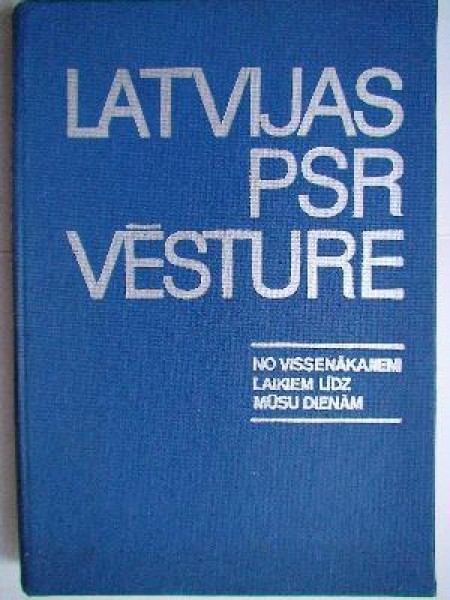 LATVIJAS
PSR
VĒSTURE
NO VISSENĀKAJIEM
LAIKIEM LĪDZ
MŪSU DIENĀM